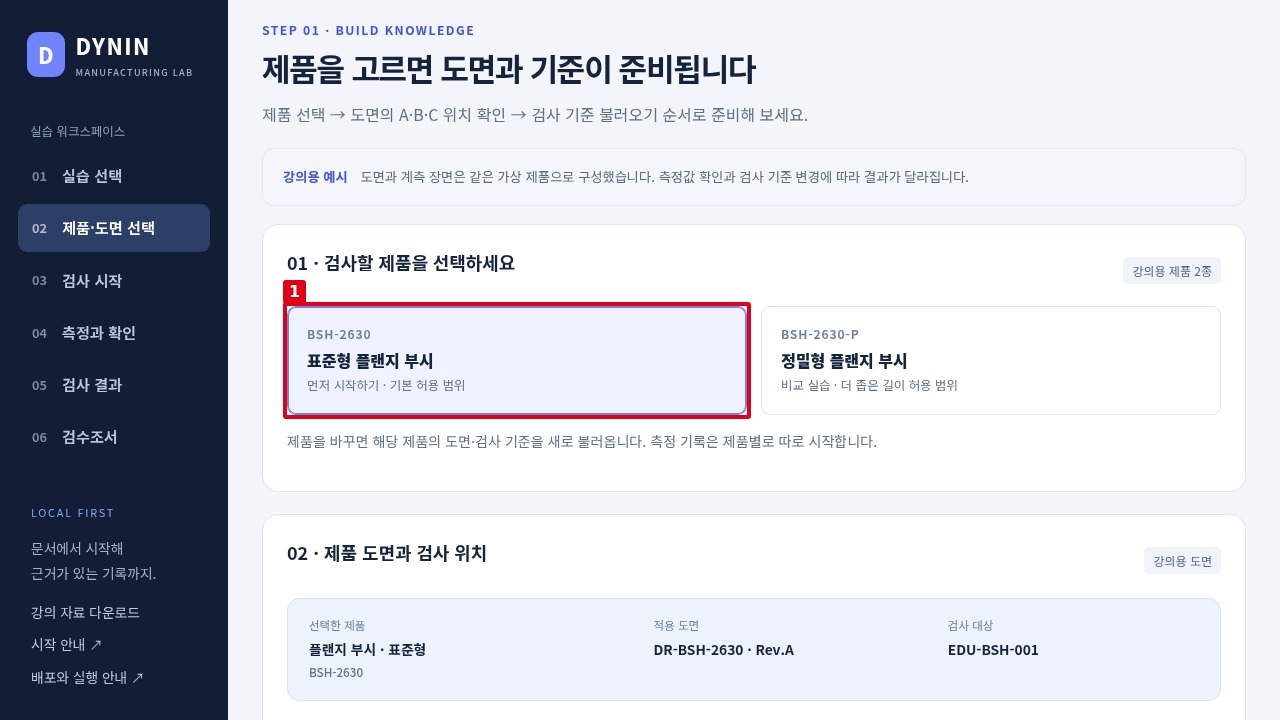 D
DYNIN
MANUFACTURING LAB
실습 워크스페이스
01 실습 선택
02 제품·도면 선택
03 검사 시작
04 측정과 확인
05 검사 결과
06 검수조서
LOCAL FIRST
문서에서 시작해
근거가 있는 기록까지.
강의 자료 다운로드
시작 안내 ↗
배포와 실행 안내 ↗
STEP 01 · BUILD KNOWLEDGE
제품을 고르면 도면과 기준이 준비됩니다
제품 선택 → 도면의 A·B·C 위치 확인 → 검사 기준 불러오기 순서로 준비해 보세요.
강의용 예시 도면과 계측 장면은 같은 가상 제품으로 구성했습니다. 측정값 확인과 검사 기준 변경에 따라 결과가 달라집니다.
01 · 검사할 제품을 선택하세요
강의용 제품 2종
1
BSH-2630
표준형 플랜지 부시
먼저 시작하기 · 기본 허용 범위
BSH-2630-P
정밀형 플랜지 부시
비교 실습 · 더 좁은 길이 허용 범위
제품을 바꾸면 해당 제품의 도면·검사 기준을 새로 불러옵니다. 측정 기록은 제품별로 따로 시작합니다.
02 · 제품 도면과 검사 위치
강의용 도면
선택한 제품
플랜지 부시 · 표준형
BSH-2630
적용 도면
DR-BSH-2630 · Rev.A
검사 대상
EDU-BSH-001